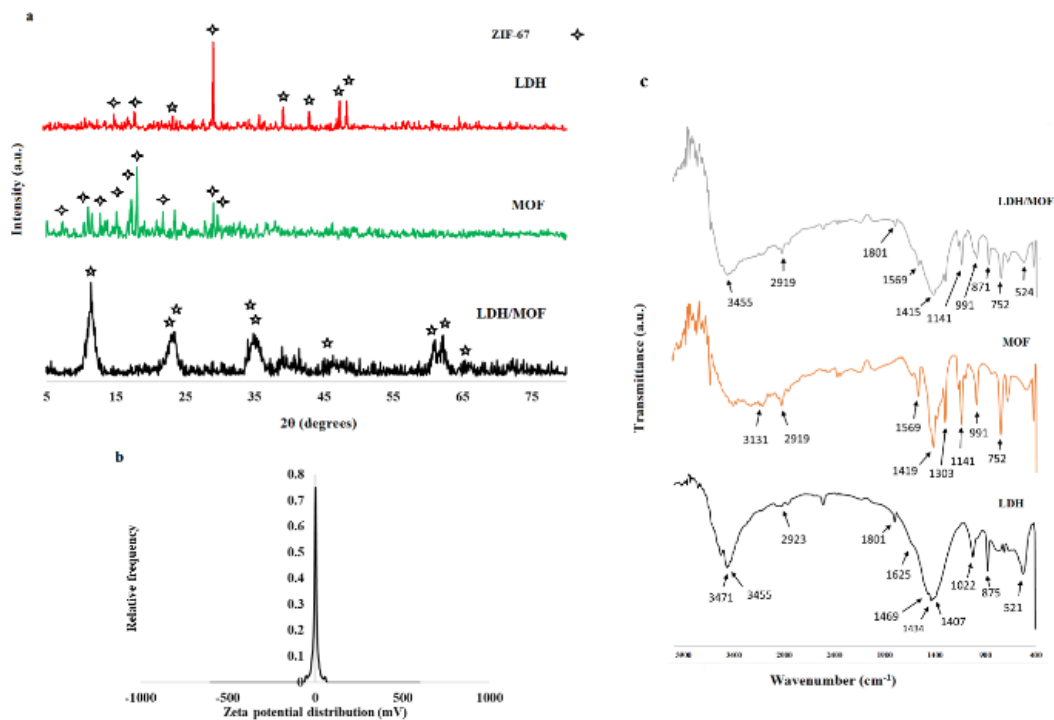 a
ZIF-67
LDH
MOF
LDH/MOF
Intensity (a.u.)
5 15 25 35 45 55 65 75
2θ (degrees)
b
0.8
0.7
0.6
0.5
0.4
0.3
0.2
0.1
0
Relative frequency
-1000 -500 0 500 1000
Zeta potential distribution (mV)
c
LDH/MOF
3455
2919
1801
1569
1415
1141
991
871
752
524
MOF
3131
2919
1569
1419
1303
1141
991
752
LDH
3471
3455
2923
1801
1625
1469
1434
1407
1022
875
521
Transmittance (a.u.)
3400 1400 400
Wavenumber (cm⁻¹)